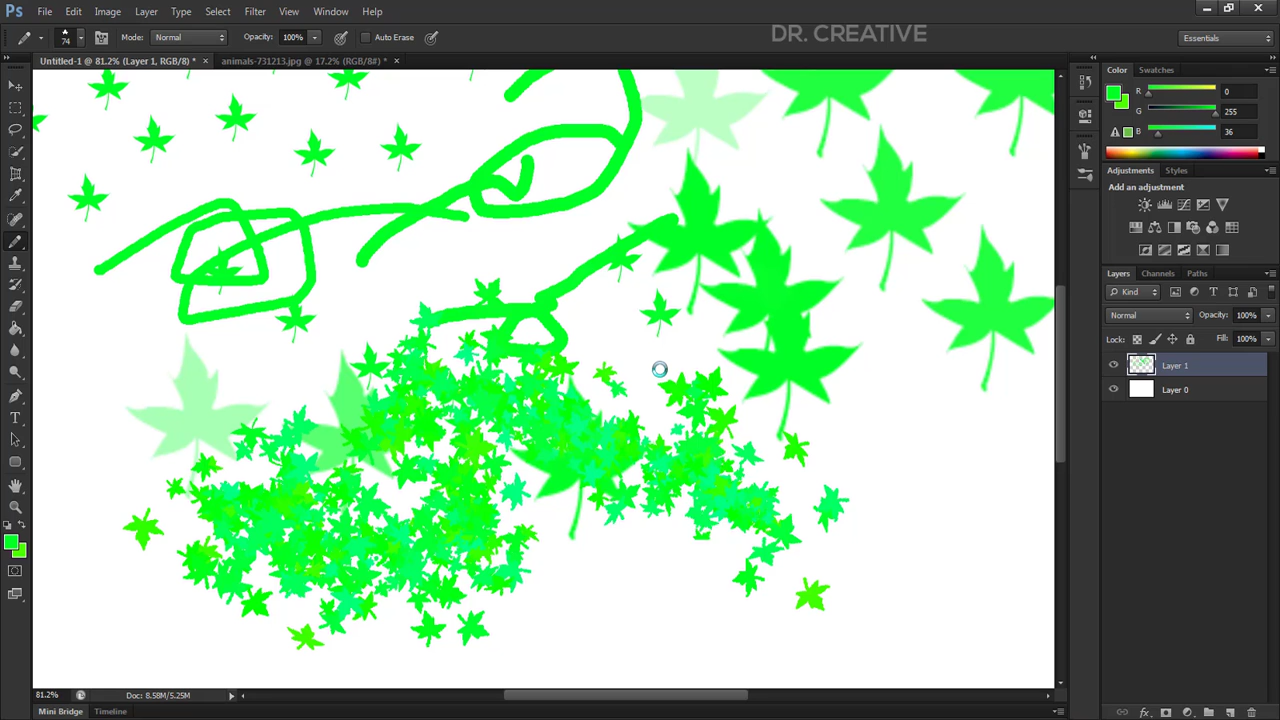 Ps File Edit Image Layer Type Select Filter View Window Help
74 Mode: Normal Opacity: 100% Auto Erase DR. CREATIVE Essentials
Untitled-1 @ 81.2% (Layer 1, RGB/8) * × animals-731213.jpg @ 17.2% (RGB/8#) * ×
Color Swatches
R 0
G 255
B 36
Adjustments Styles
Add an adjustment
Layers Channels Paths
Kind
Normal Opacity: 100%
Lock: Fill: 100%
Layer 1
Layer 0
81.2% Doc: 8.58M/5.25M
Mini Bridge Timeline